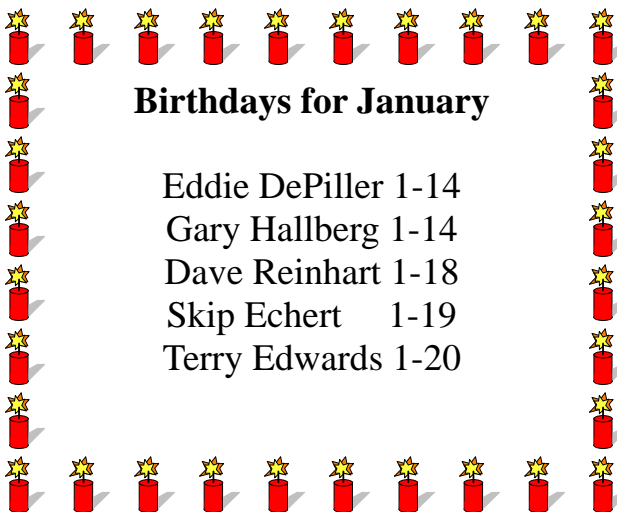 Birthdays for January
Eddie DePiller 1-14
Gary Hallberg 1-14
Dave Reinhart 1-18
Skip Echert 1-19
Terry Edwards 1-20